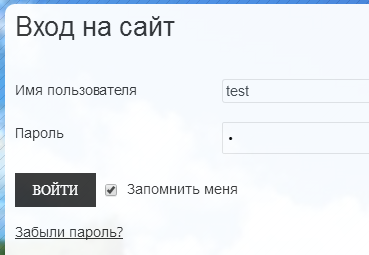 Вход на сайт
Имя пользователя test
Пароль •
ВОЙТИ Запомнить меня
Забыли пароль?